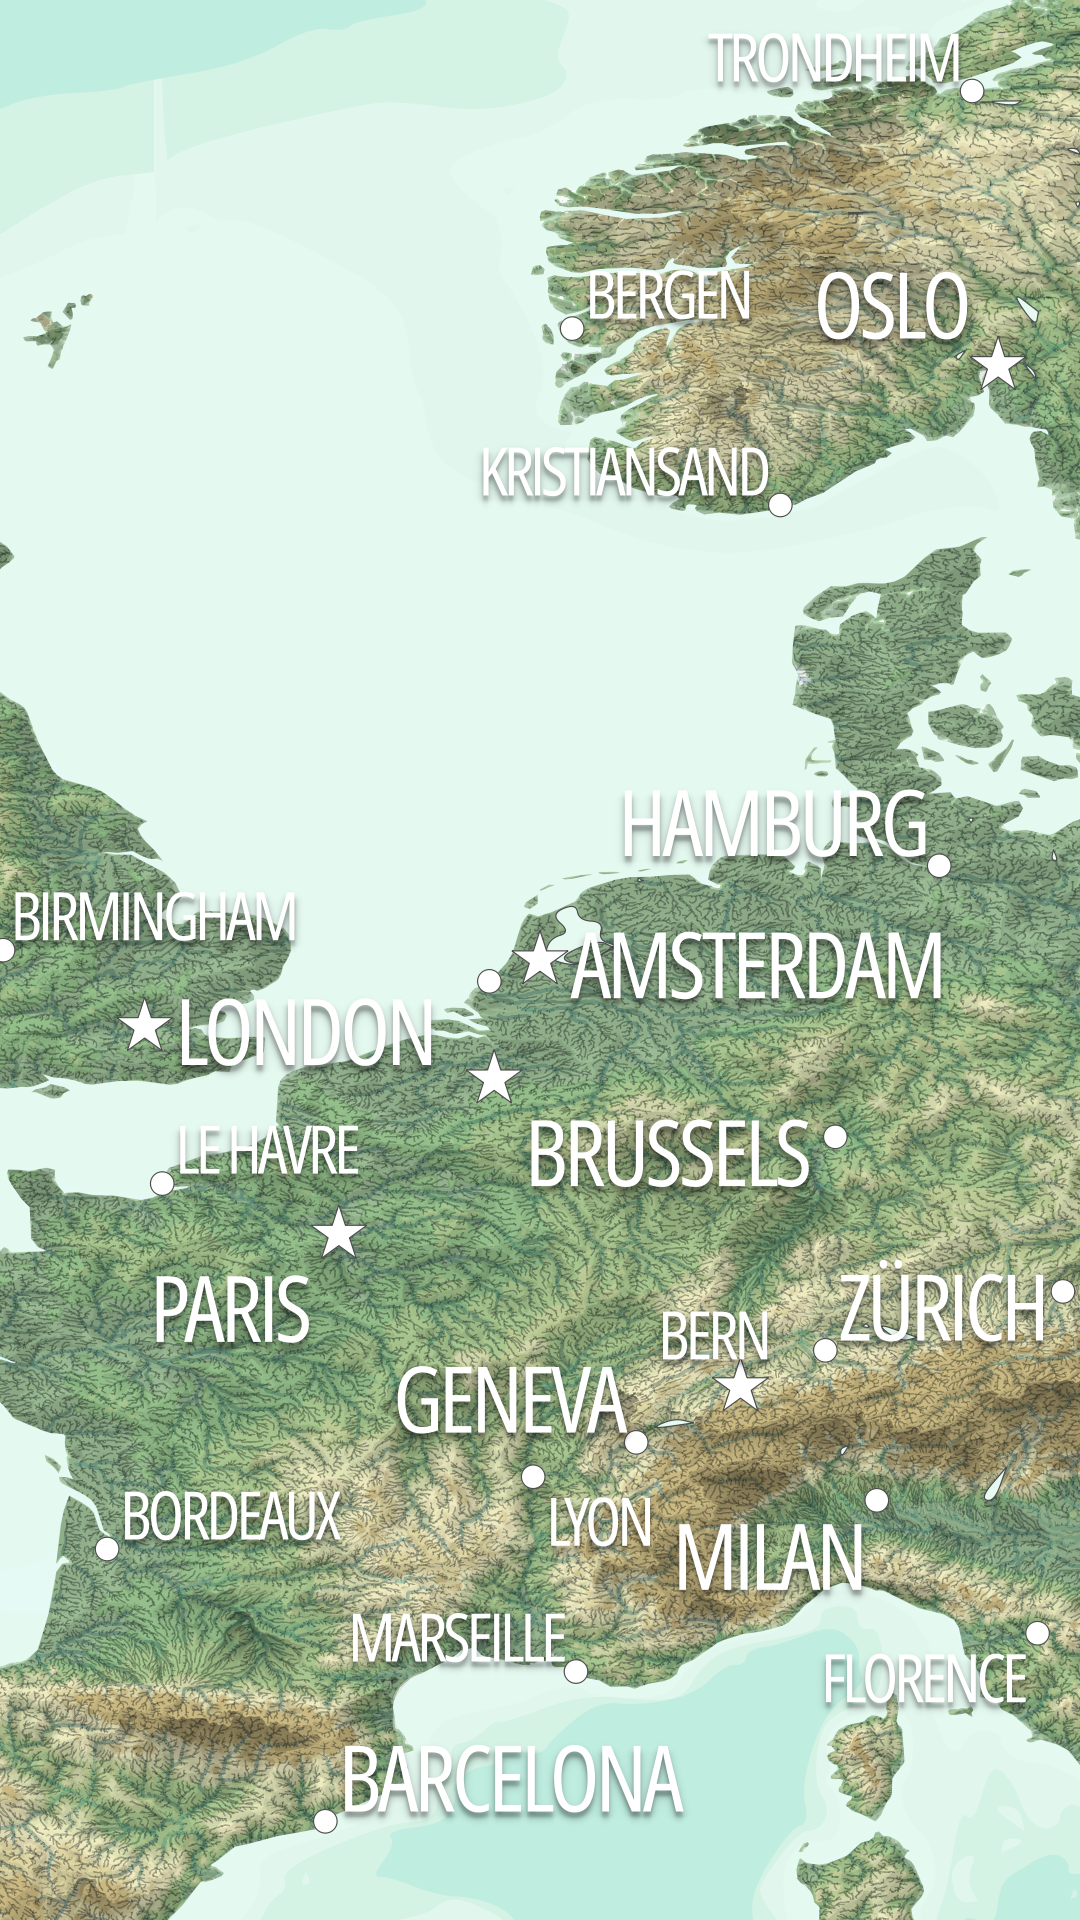 TRONDHEIM
BERGEN
OSLO
KRISTIANSAND
HAMBURG
BIRMINGHAM
AMSTERDAM
LONDON
BRUSSELS
LE HAVRE
PARIS
ZÜRICH
BERN
GENEVA
BORDEAUX
LYON
MILAN
MARSEILLE
FLORENCE
BARCELONA